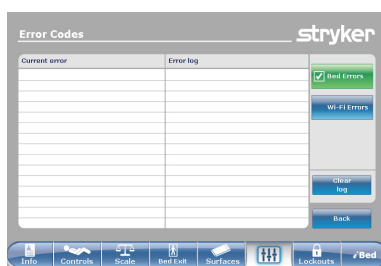 Error Codes
stryker
Current error
Error log
Bed Errors
Wi-Fi Errors
Clear
log
Back
Info
Controls
Scale
Bed Exit
Surfaces
Lockouts
iBed